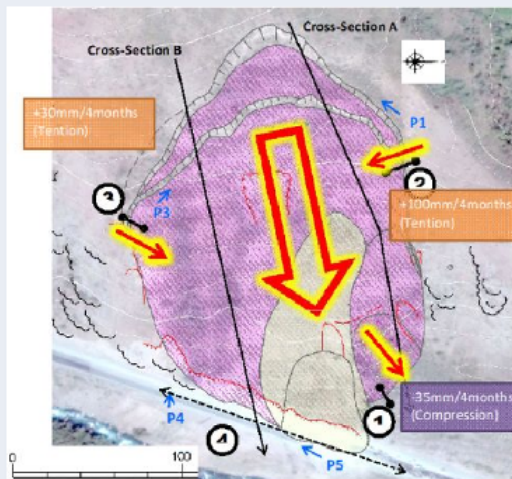 Cross-Section A
Cross-Section B
+30mm/4months
(Tention)
P1
2
3
P3
+100mm/4months
(Tention)
-35mm/4months
(Compression)
1
P4
4
P5
0
100